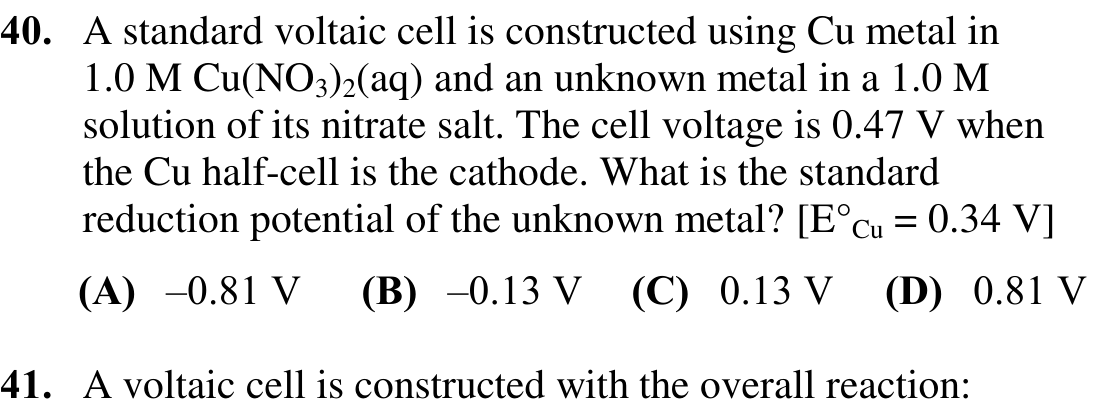 40. A standard voltaic cell is constructed using Cu metal in
1.0 M Cu(NO₃)₂(aq) and an unknown metal in a 1.0 M
solution of its nitrate salt. The cell voltage is 0.47 V when
the Cu half-cell is the cathode. What is the standard
reduction potential of the unknown metal? [E°Cu = 0.34 V]
(A) –0.81 V (B) –0.13 V (C) 0.13 V (D) 0.81 V
41. A voltaic cell is constructed with the overall reaction: